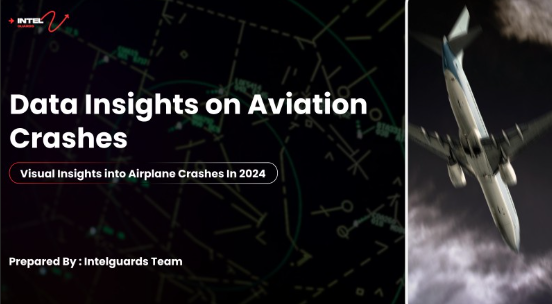 INTEL
Data Insights on Aviation
Crashes
Visual Insights into Airplane Crashes In 2024
Prepared By : Intelguards Team